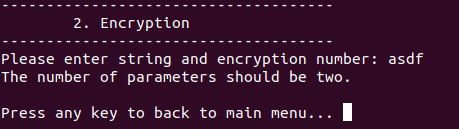 -------------------------------------
2. Encryption
-------------------------------------
Please enter string and encryption number: asdf
The number of parameters should be two.
Press any key to back to main menu...